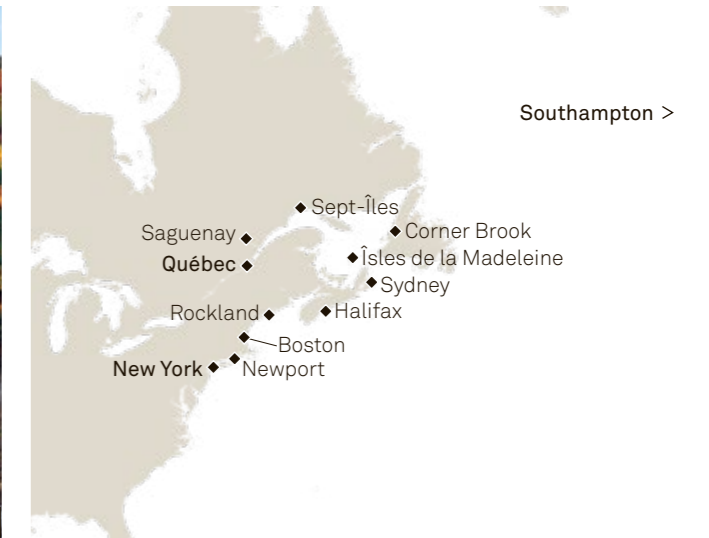 Southampton >
Sept-Îles
Saguenay
Corner Brook
Québec
Îsles de la Madeleine
Sydney
Rockland
Halifax
Boston
New York
Newport